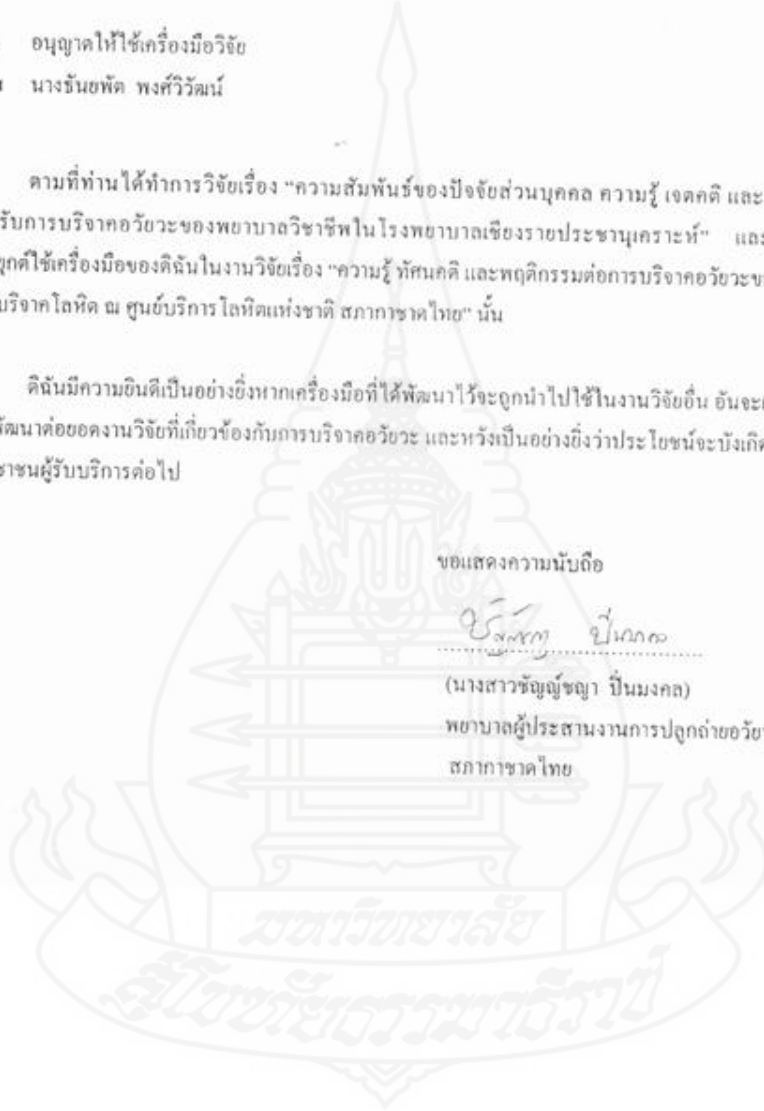 อนุญาตให้ใช้เครื่องมือวิจัย
นางธันยพัต พงศ์วิวัฒน์
ตามที่ท่านได้ทำการวิจัยเรื่อง “ความสัมพันธ์ของปัจจัยส่วนบุคคล ความรู้ เจตคติ และ
รับการบริจาคอวัยวะของพยาบาลวิชาชีพในโรงพยาบาลเชียงรายประชานุเคราะห์” และ
ยุกต์ใช้เครื่องมือของดิฉันในงานวิจัยเรื่อง “ความรู้ ทัศนคติ และพฤติกรรมต่อการบริจาคอวัยวะข
บริจาคโลหิต ณ ศูนย์บริการโลหิตแห่งชาติ สภากาชาดไทย” นั้น
ดิฉันมีความยินดีเป็นอย่างยิ่งหากเครื่องมือที่ได้พัฒนาไว้จะถูกนำไปใช้ในงานวิจัยอื่น อันจะ
พัฒนาต่อยอดงานวิจัยที่เกี่ยวข้องกับการบริจาคอวัยวะ และหวังเป็นอย่างยิ่งว่าประโยชน์จะบังเกิด
ชาชนผู้รับบริการต่อไป
ขอแสดงความนับถือ
(นางสาวชัญญ์ชญา ปิ่นมงคล)
พยาบาลผู้ประสานงานการปลูกถ่ายอวัย
สภากาชาดไทย
มหาวิทยาลัย
สุโขทัยธรรมาธิราช